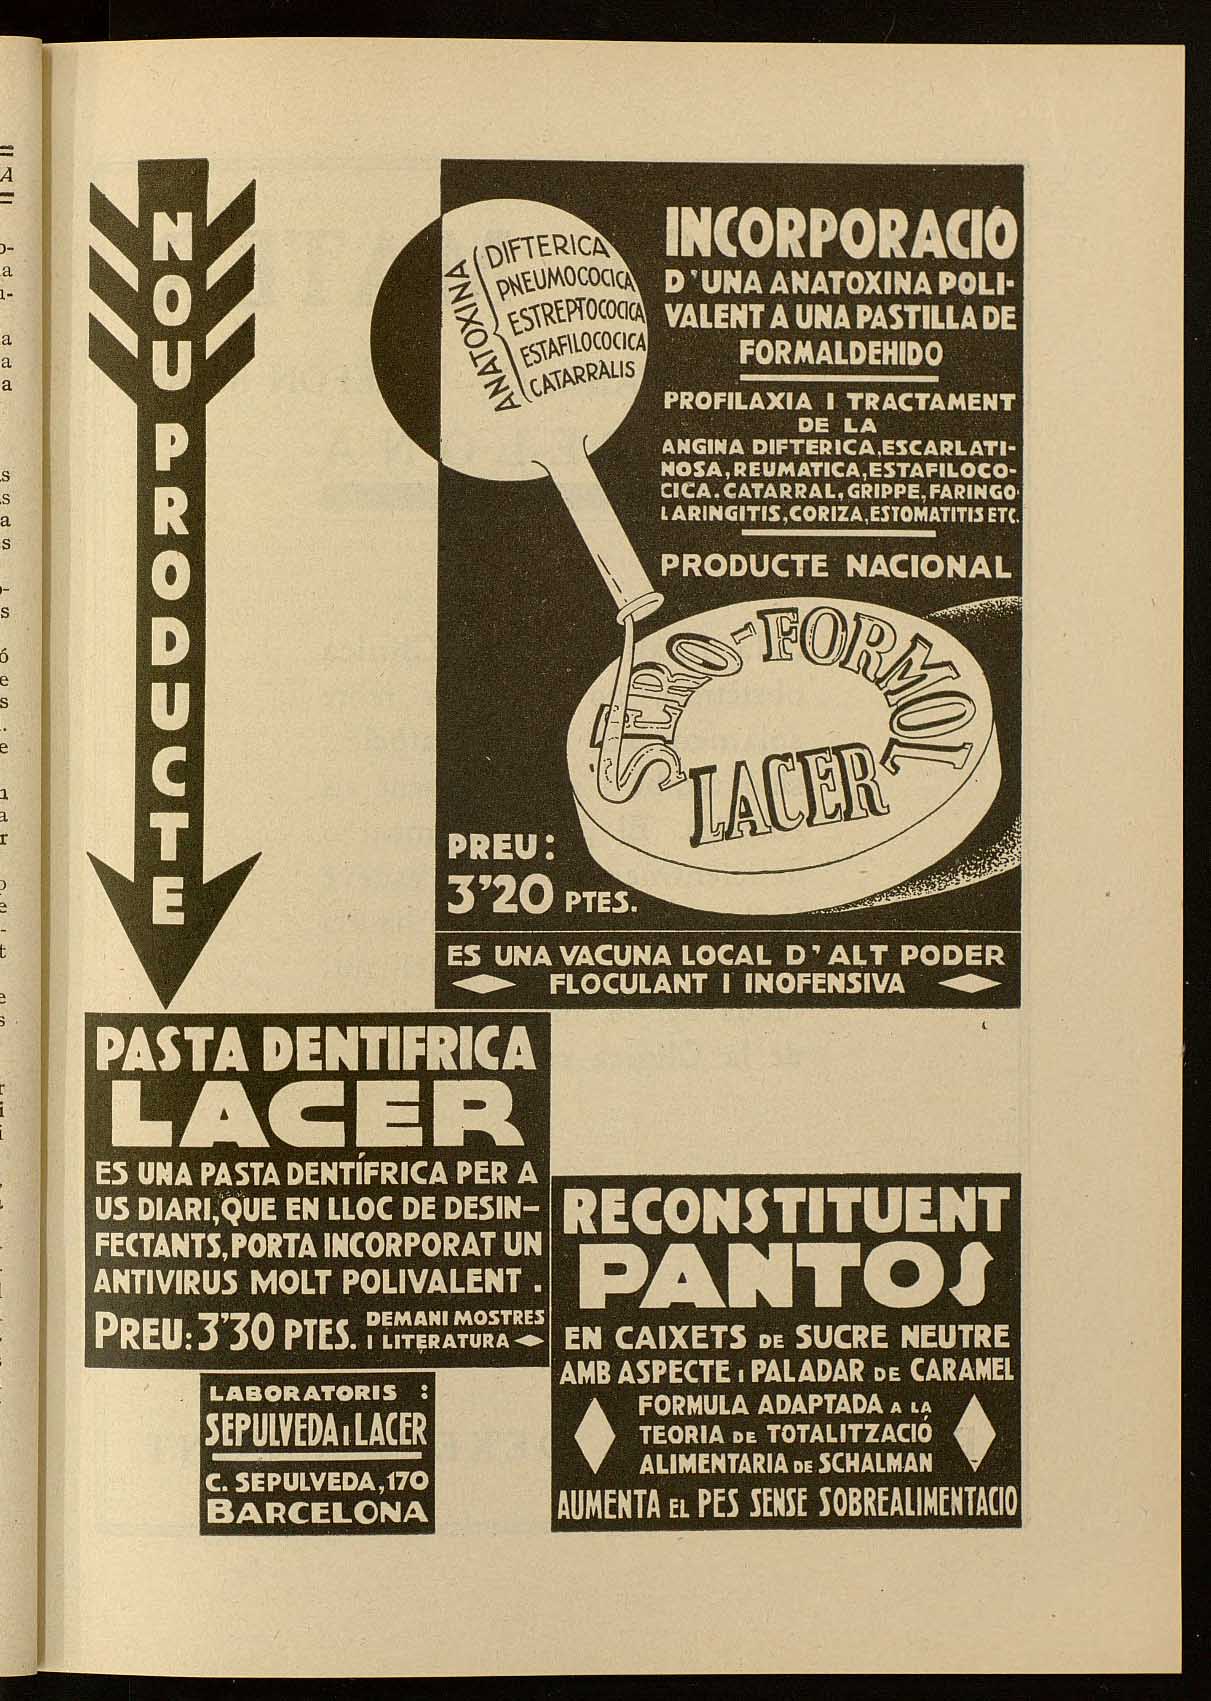 A
NOU PRODUCTE
ANATOXINA
DIFTERICA
PNEUMOCOCICA
ESTREPTOCOCICA
ESTAFILOCOCICA
CATARRALIS
INCORPORACIÓ
D'UNA ANATOXINA POLI-
VALENT A UNA PASTILLA DE
FORMALDEHIDO
PROFILAXIA I TRACTAMENT
DE LA
ANGINA DIFTERICA, ESCARLATI-
NOSA, REUMATICA, ESTAFILOCO-
CICA. CATARRAL, GRIPPE, FARINGO-
LARINGITIS, CORIZA, ESTOMATITIS ETC.
PRODUCTE NACIONAL
SERO-FORMOL
LACER
PREU:
3'20 PTES.
ES UNA VACUNA LOCAL D'ALT PODER
FLOCULANT I INOFENSIVA
PASTA DENTIFRICA
LACER
ES UNA PASTA DENTÍFRICA PER A
US DIARI, QUE EN LLOC DE DESIN-
FECTANTS, PORTA INCORPORAT UN
ANTIVIRUS MOLT POLIVALENT.
PREU: 3'30 PTES. DEMANI MOSTRES
I LITERATURA
LABORATORIS :
SEPULVEDA I LACER
C. SEPULVEDA, 170
BARCELONA
RECONSTITUENT
PANTOS
EN CAIXETS DE SUCRE NEUTRE
AMB ASPECTE I PALADAR DE CARAMEL
FORMULA ADAPTADA A LA
TEORIA DE TOTALITZACIÓ
ALIMENTARIA DE SCHALMAN
AUMENTA EL PES SENSE SOBREALIMENTACIO